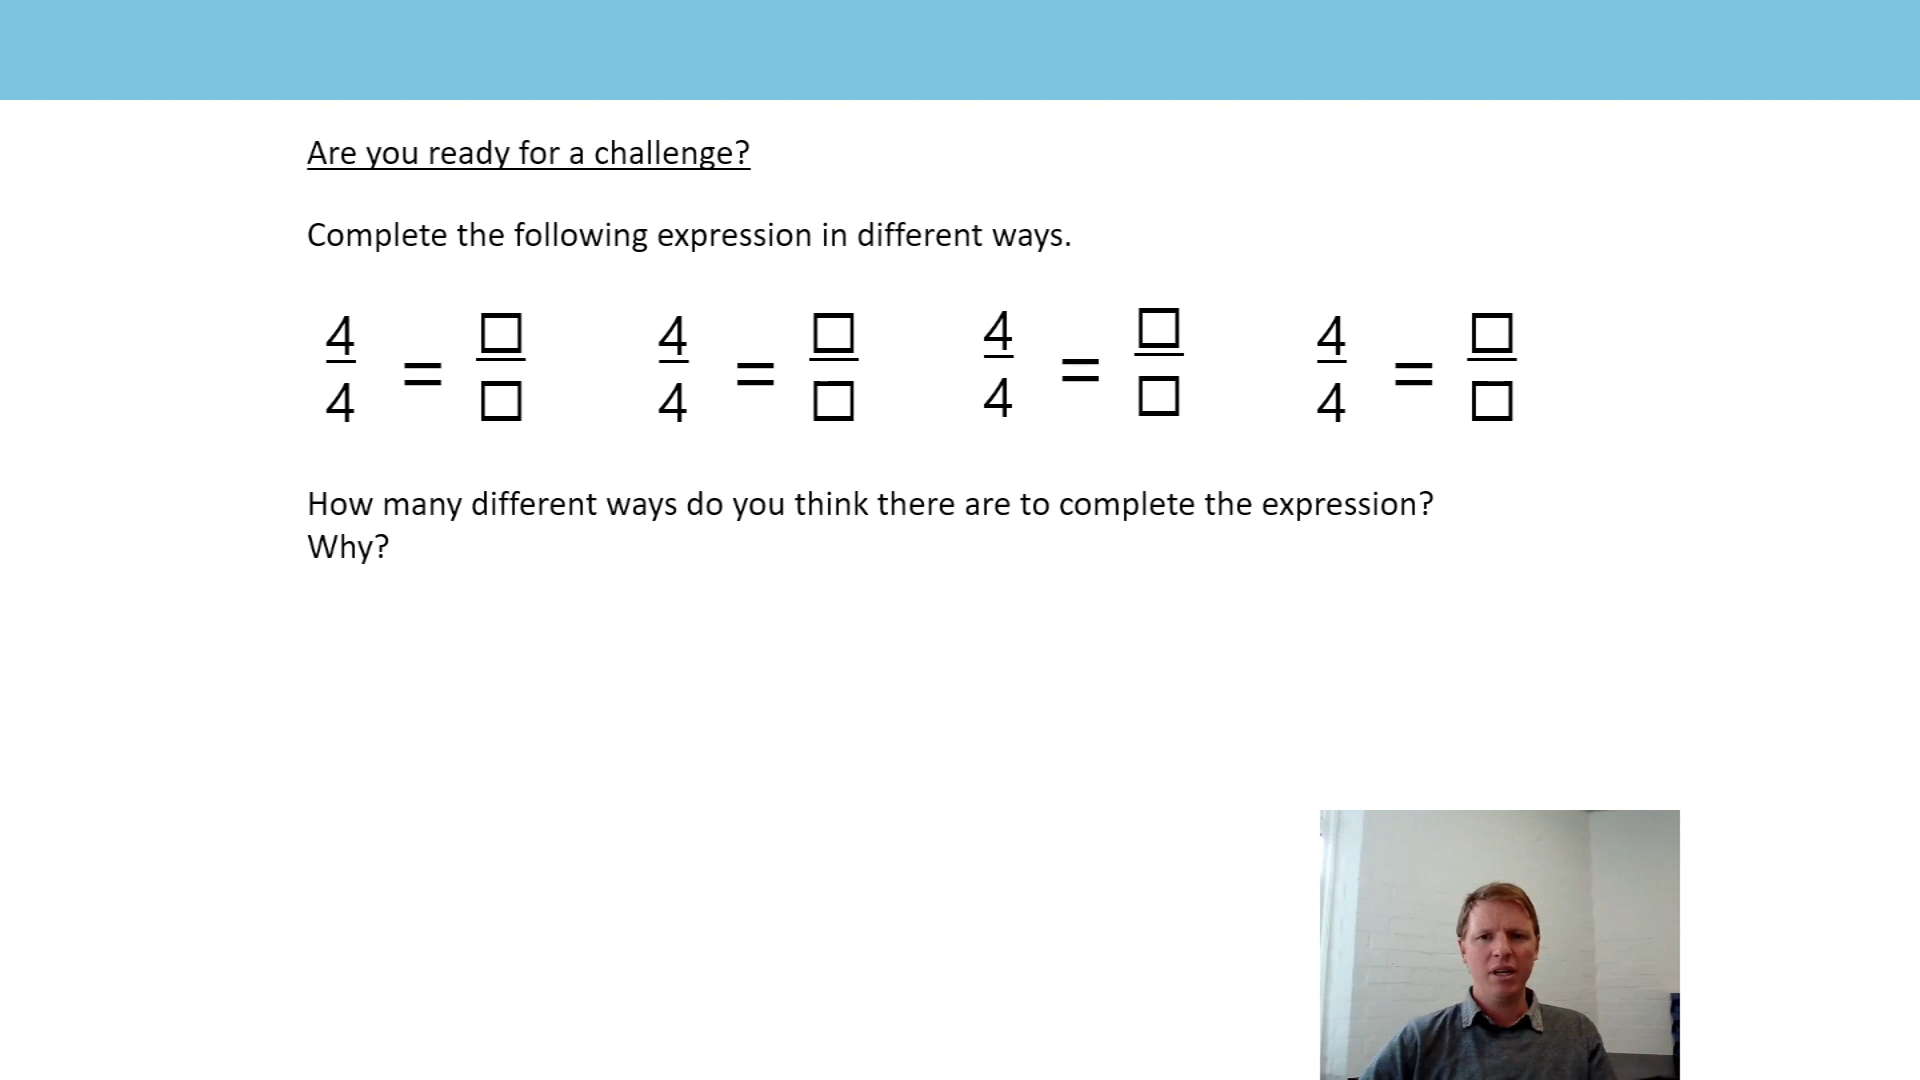 Are you ready for a challenge?
Complete the following expression in different ways.
4/4 = □/□ 4/4 = □/□ 4/4 = □/□ 4/4 = □/□
How many different ways do you think there are to complete the expression?
Why?